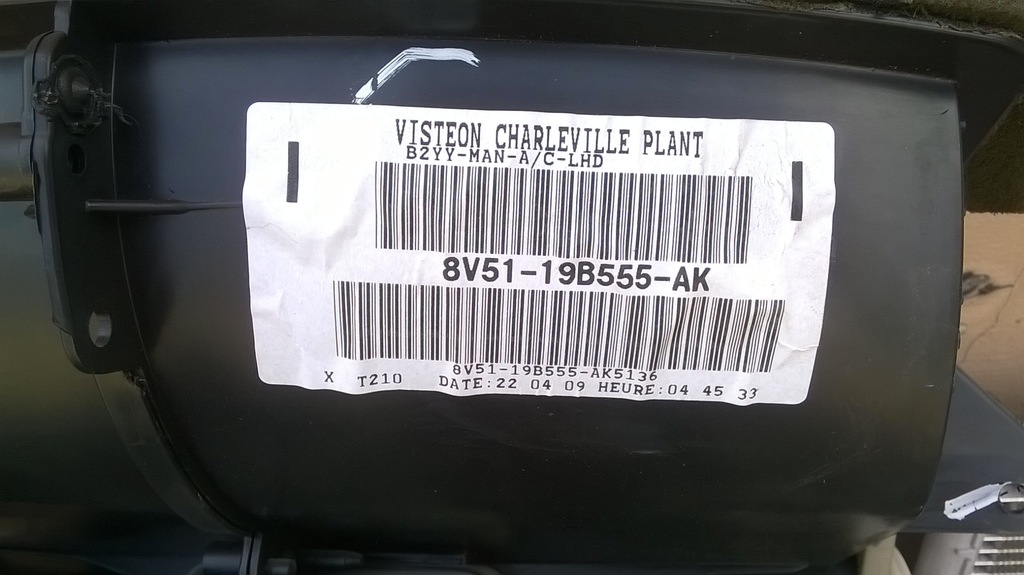 VISTEON CHARLEVILLE PLANT
B2YY-MAN-A/C-LHD
8V51-19B555-AK
8V51-19B555-AK5136
X T210 DATE:22 04 09 HEURE:04 45 33